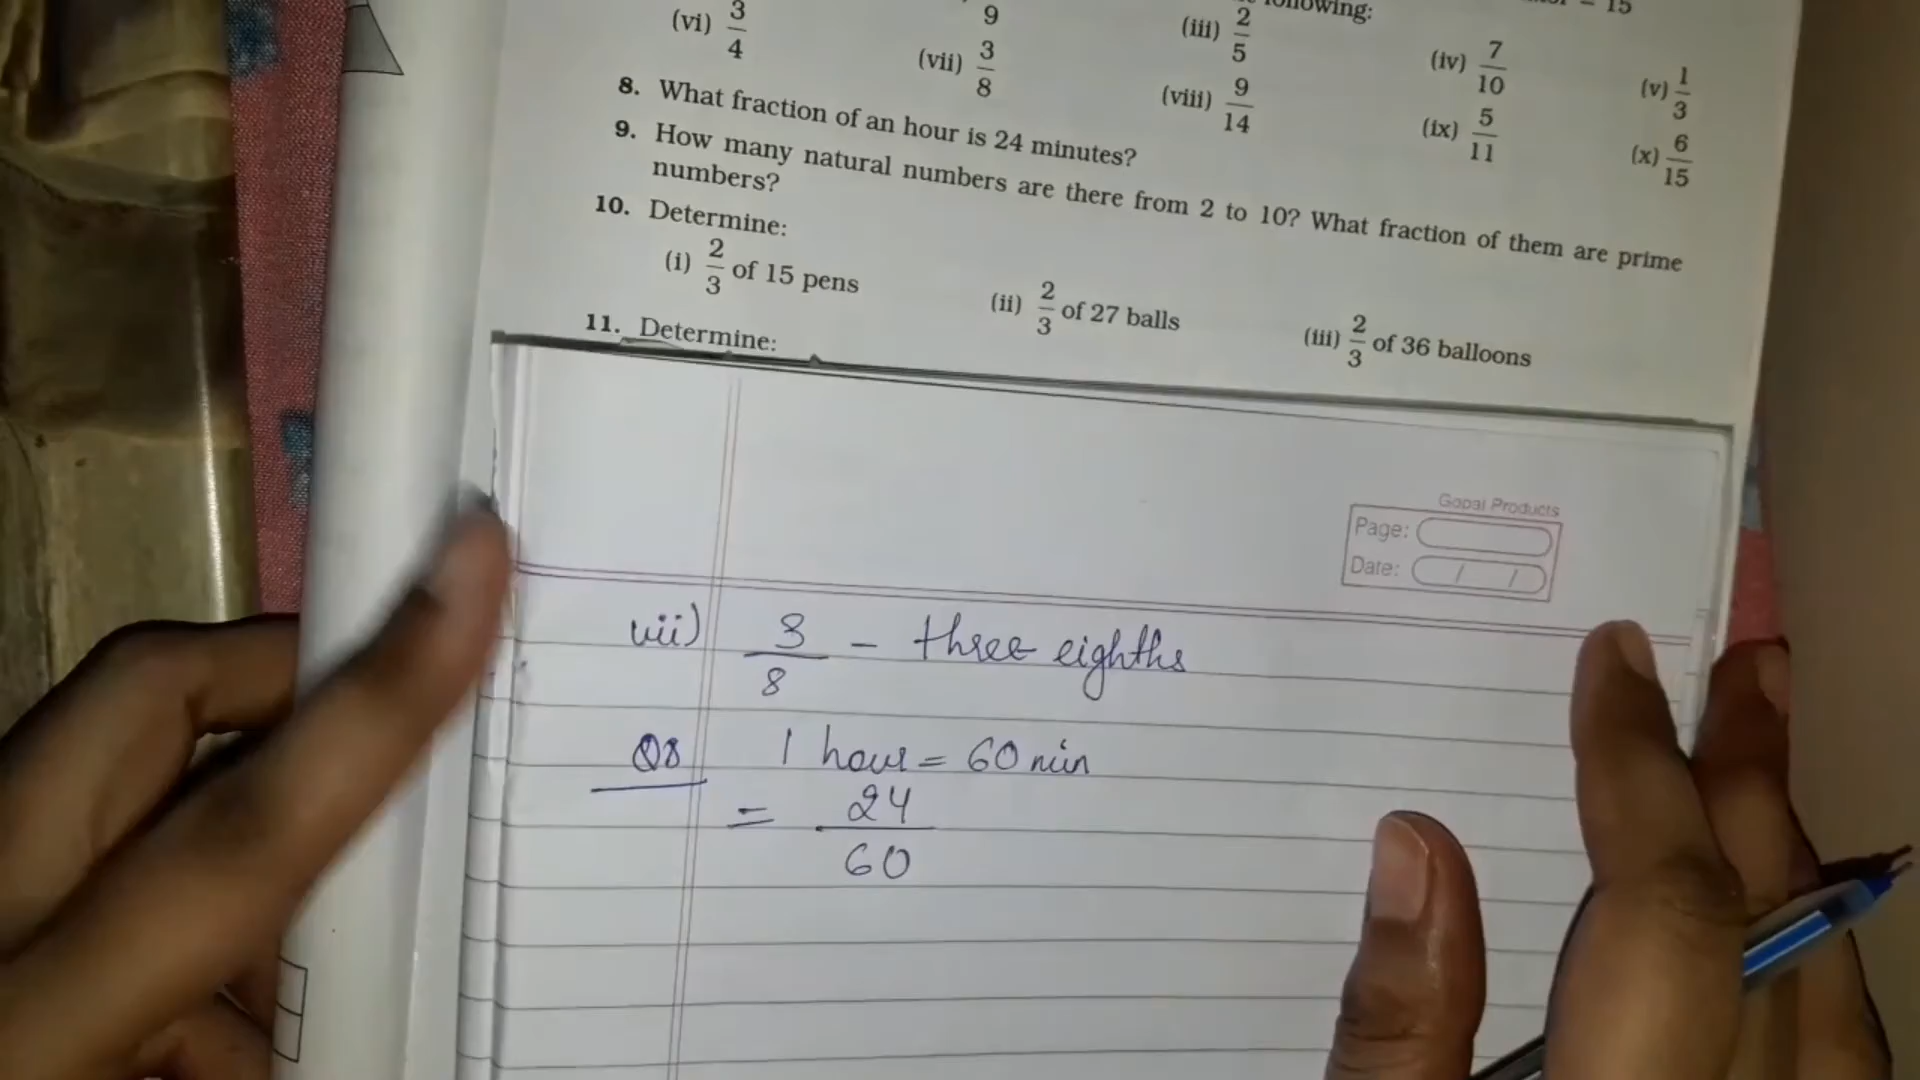 = 15
following:
(vi) 3/4
9
(iii) 2/5
(iv) 7/10
(v) 1/3
(vii) 3/8
(viii) 9/14
(ix) 5/11
(x) 6/15
8. What fraction of an hour is 24 minutes?
9. How many natural numbers are there from 2 to 10? What fraction of them are prime
numbers?
10. Determine:
(i) 2/3 of 15 pens
(ii) 2/3 of 27 balls
(iii) 2/3 of 36 balloons
11. Determine:
Gopal Products
Page:
Date: / /
vii) 3/8 - three eighths
Q8 1 hour = 60 min
= 24/60